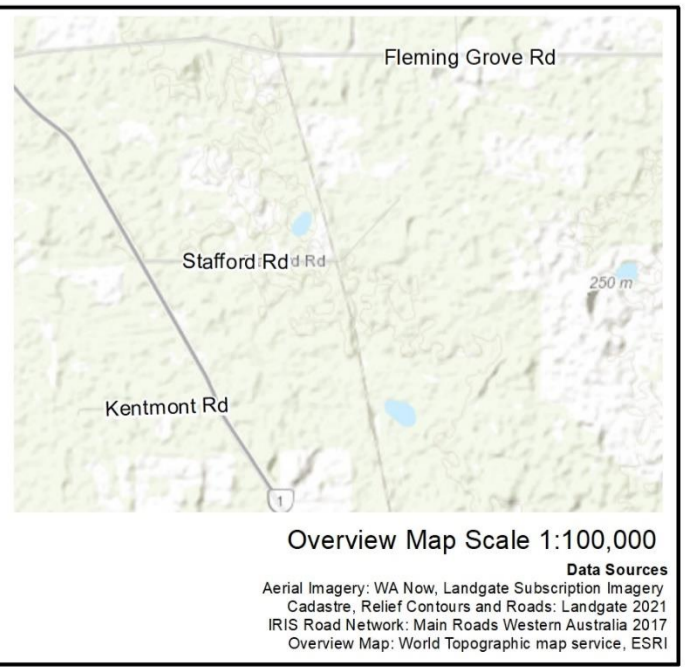 Fleming Grove Rd
250 m
Stafford Rd
d Rd
Kentmont Rd
1
Overview Map Scale 1:100,000
Data Sources
Aerial Imagery: WA Now, Landgate Subscription Imagery
Cadastre, Relief Contours and Roads: Landgate 2021
IRIS Road Network: Main Roads Western Australia 2017
Overview Map: World Topographic map service, ESRI